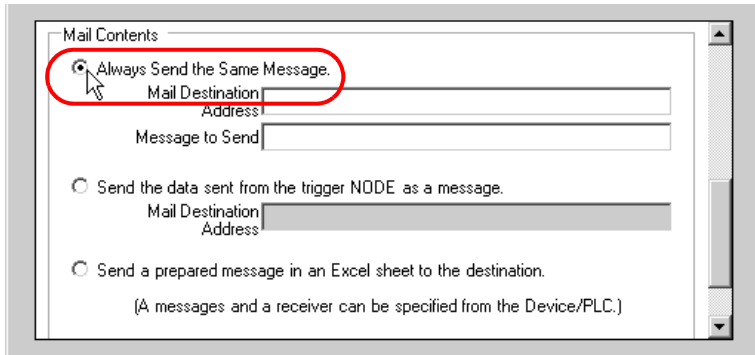 Mail Contents
Always Send the Same Message.
Mail Destination
Address
Message to Send
Send the data sent from the trigger NODE as a message.
Mail Destination
Address
Send a prepared message in an Excel sheet to the destination.
(A messages and a receiver can be specified from the Device/PLC.)